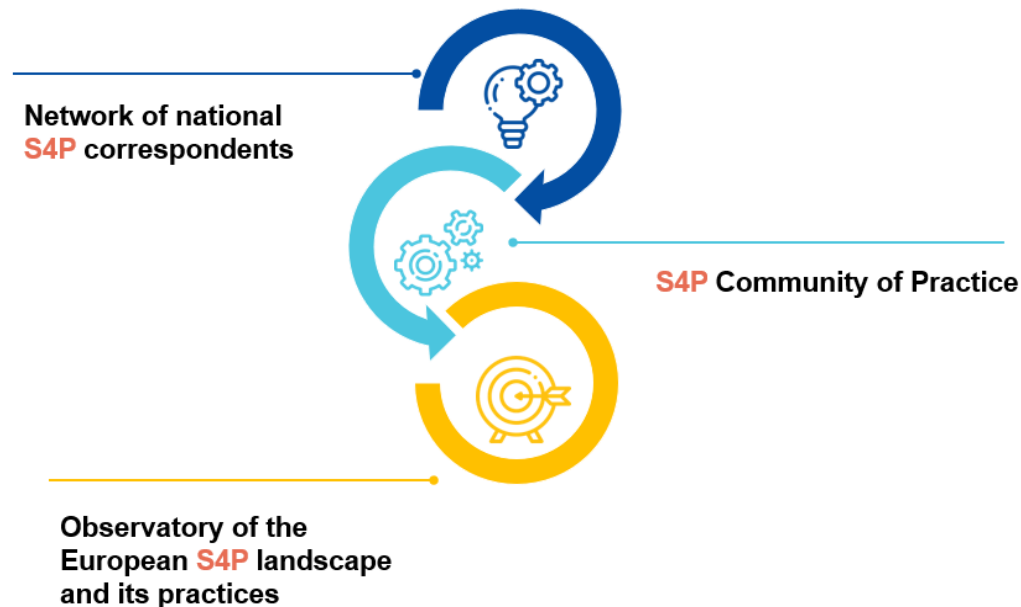 Network of national
S4P correspondents
S4P Community of Practice
Observatory of the
European S4P landscape
and its practices